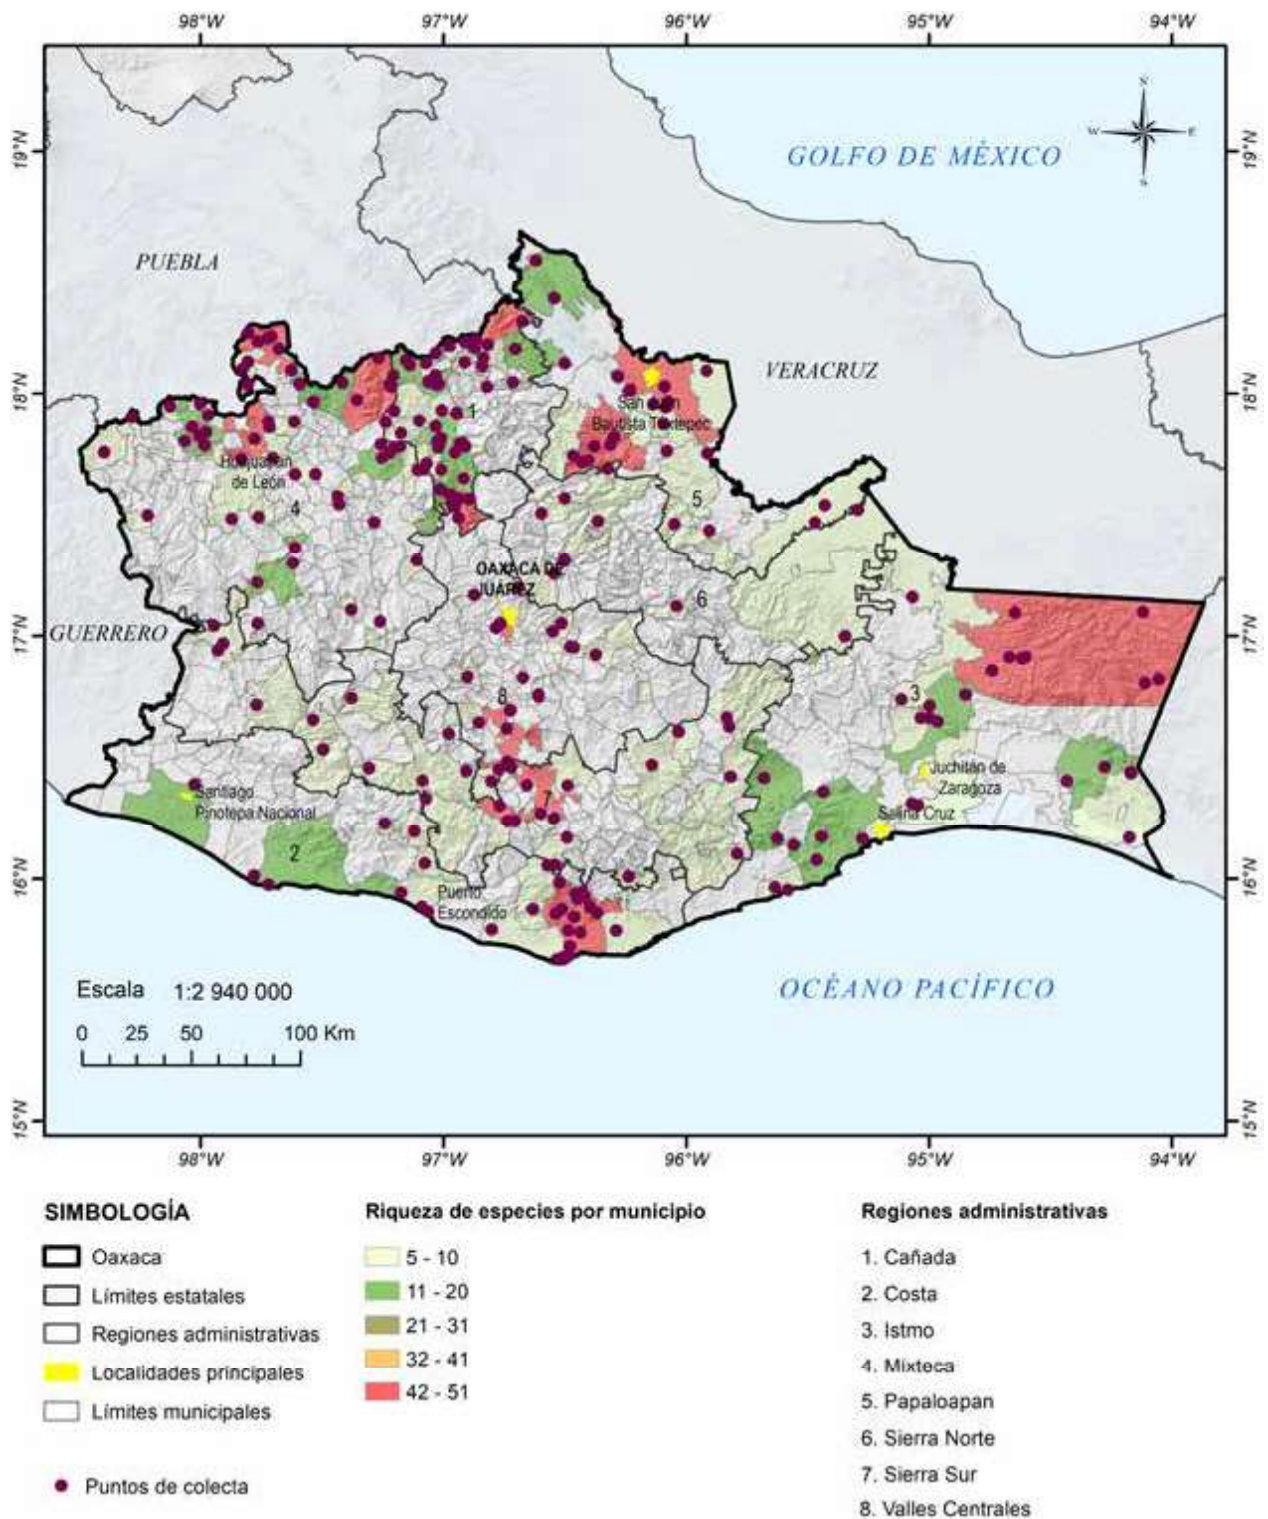 98°W 97°W 96°W 95°W 94°W
N
W E
S
19°N 19°N
GOLFO DE MÉXICO
PUEBLA
VERACRUZ
18°N 18°N
1
San Juan
Bautista Tuxtepec
Huajuapan
de León
4
5
OAXACA DE
JUÁREZ
6
17°N 17°N
GUERRERO
8
3
Juchitán de
Zaragoza
Santiago
Pinotepa Nacional
7
Salina Cruz
2
16°N 16°N
Puerto
Escondido
Escala 1:2 940 000
OCÉANO PACÍFICO
0 25 50 100 Km
15°N 15°N
98°W 97°W 96°W 95°W 94°W
SIMBOLOGÍA
Oaxaca
Límites estatales
Regiones administrativas
Localidades principales
Límites municipales
Puntos de colecta
Riqueza de especies por municipio
5 - 10
11 - 20
21 - 31
32 - 41
42 - 51
Regiones administrativas
1. Cañada
2. Costa
3. Istmo
4. Mixteca
5. Papaloapan
6. Sierra Norte
7. Sierra Sur
8. Valles Centrales